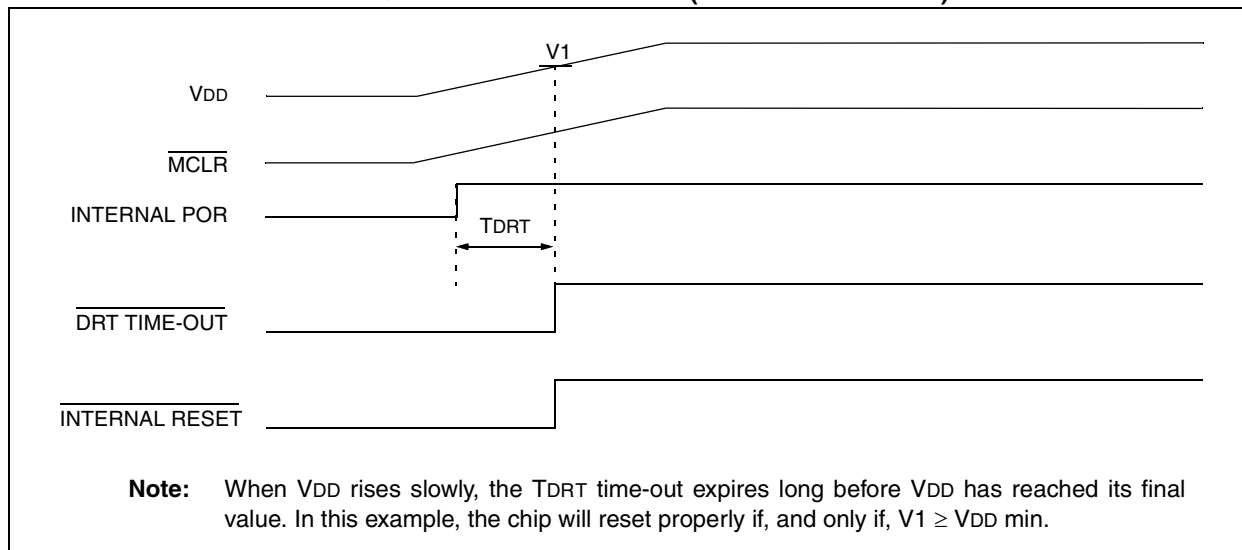 V1
VDD
MCLR
INTERNAL POR
TDRT
DRT TIME-OUT
INTERNAL RESET
Note: When VDD rises slowly, the TDRT time-out expires long before VDD has reached its final
value. In this example, the chip will reset properly if, and only if, V1 ≥ VDD min.